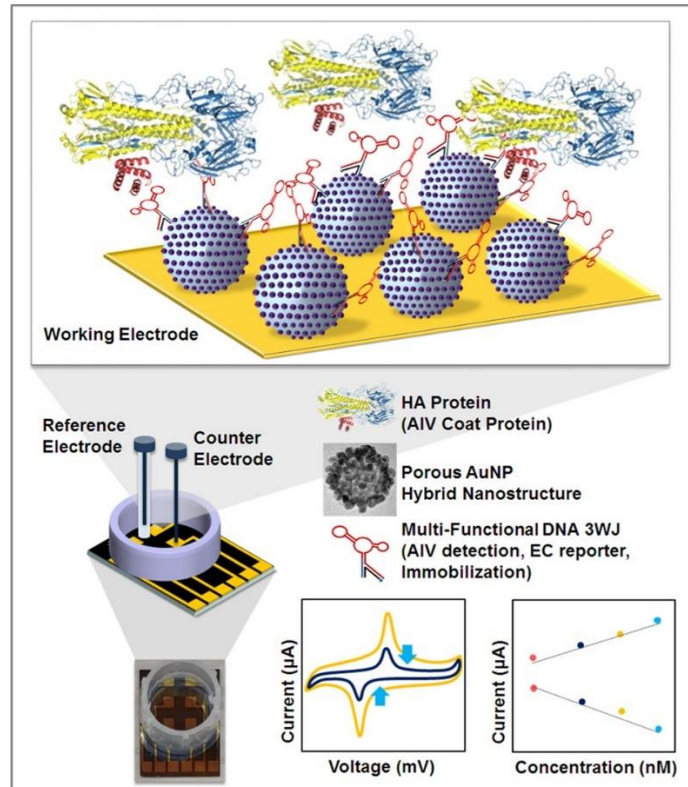 Working Electrode
Reference
Electrode
Counter
Electrode
HA Protein
(AIV Coat Protein)
Porous AuNP
Hybrid Nanostructure
Multi-Functional DNA 3WJ
(AIV detection, EC reporter,
Immobilization)
Current (µA)
Voltage (mV)
Current (µA)
Concentration (nM)